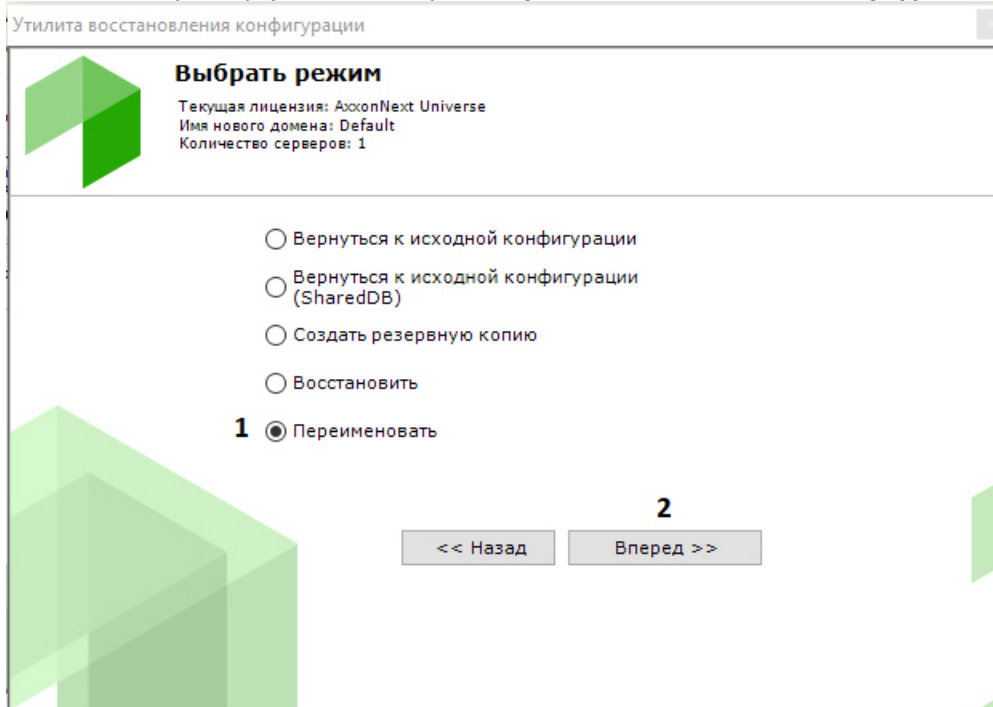 Утилита восстановления конфигурации
Выбрать режим
Текущая лицензия: AxxonNext Universe
Имя нового домена: Default
Количество серверов: 1
Вернуться к исходной конфигурации
Вернуться к исходной конфигурации
(SharedDB)
Создать резервную копию
Восстановить
1 Переименовать
2
<< Назад Вперед >>